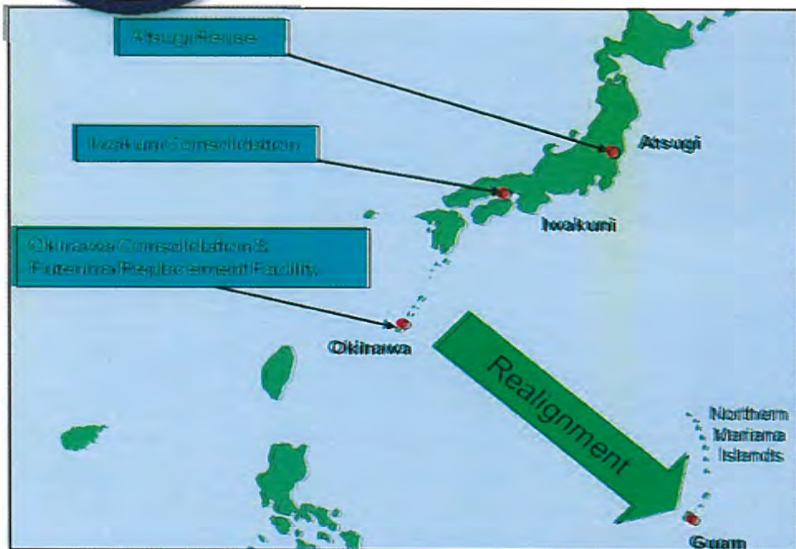 Atsugi Reuse
Atsugi
Iwakuni Consolidation
Iwakuni
Okinawa Consolidation &
Futenma Replacement Facility
Okinawa
Realignment
Northern
Mariana
Islands
Guam